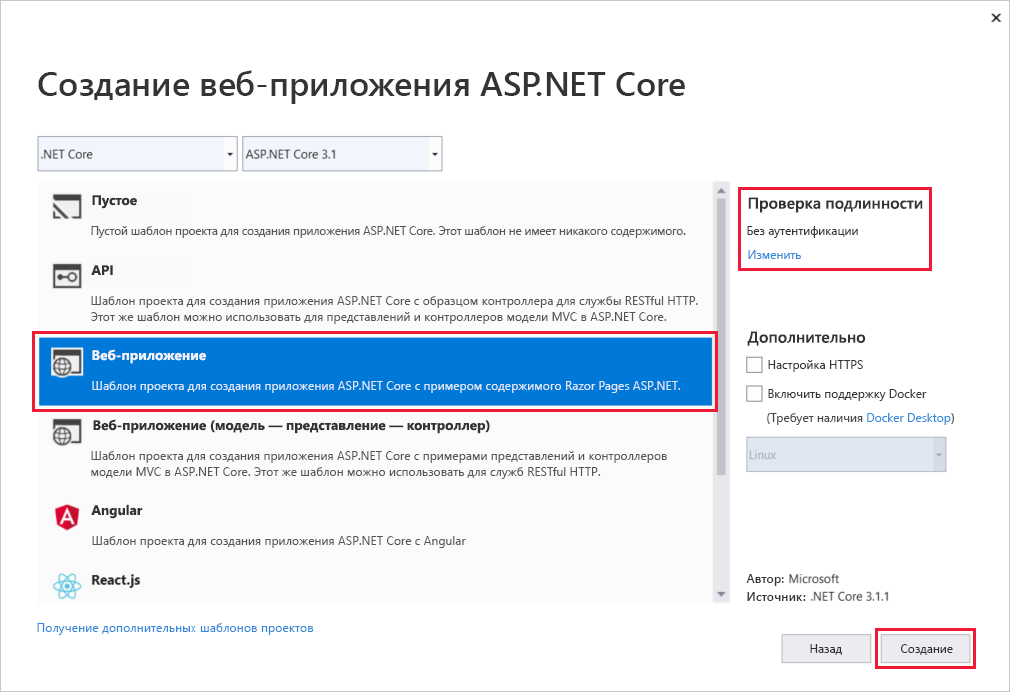 Создание веб-приложения ASP.NET Core
.NET Core
ASP.NET Core 3.1
Пустое
Пустой шаблон проекта для создания приложения ASP.NET Core. Этот шаблон не имеет никакого содержимого.
API
Шаблон проекта для создания приложения ASP.NET Core с образцом контроллера для службы RESTful HTTP.
Этот же шаблон можно использовать для представлений и контроллеров модели MVC в ASP.NET Core.
Веб-приложение
Шаблон проекта для создания приложения ASP.NET Core с примером содержимого Razor Pages ASP.NET.
Веб-приложение (модель — представление — контроллер)
Шаблон проекта для создания приложения ASP.NET Core с примерами представлений и контроллеров
модели MVC в ASP.NET Core. Этот же шаблон можно использовать для служб RESTful HTTP.
Angular
Шаблон проекта для создания приложения ASP.NET Core с Angular
React.js
Получение дополнительных шаблонов проектов
Проверка подлинности
Без аутентификации
Изменить
Дополнительно
Настройка HTTPS
Включить поддержку Docker
(Требует наличия Docker Desktop)
Linux
Автор: Microsoft
Источник: .NET Core 3.1.1
Назад
Создание